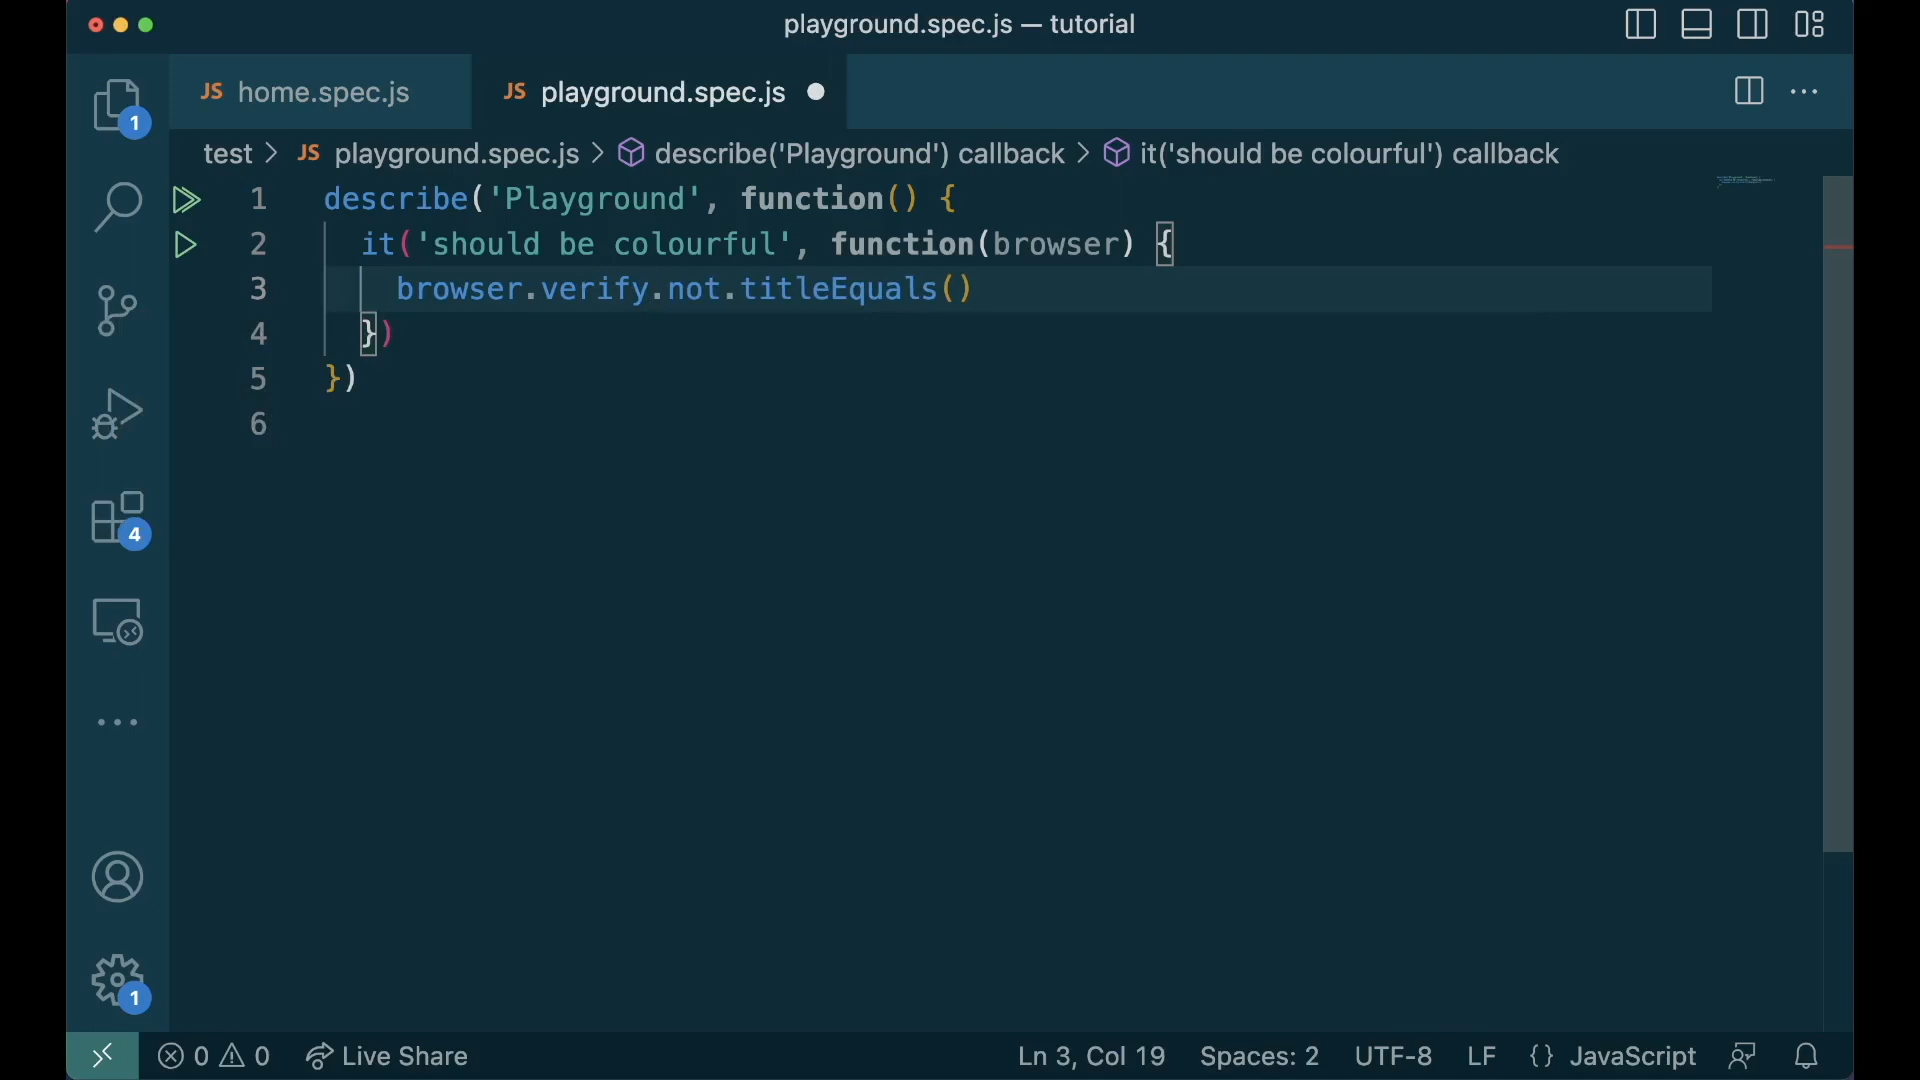 playground.spec.js — tutorial
JS home.spec.js
JS playground.spec.js
test > JS playground.spec.js > describe('Playground') callback > it('should be colourful') callback
1 describe('Playground', function() {
2 it('should be colourful', function(browser) {
3 browser.verify.not.titleEquals()
4 })
5 })
6
1
4
1
0 0 Live Share
Ln 3, Col 19 Spaces: 2 UTF-8 LF {} JavaScript